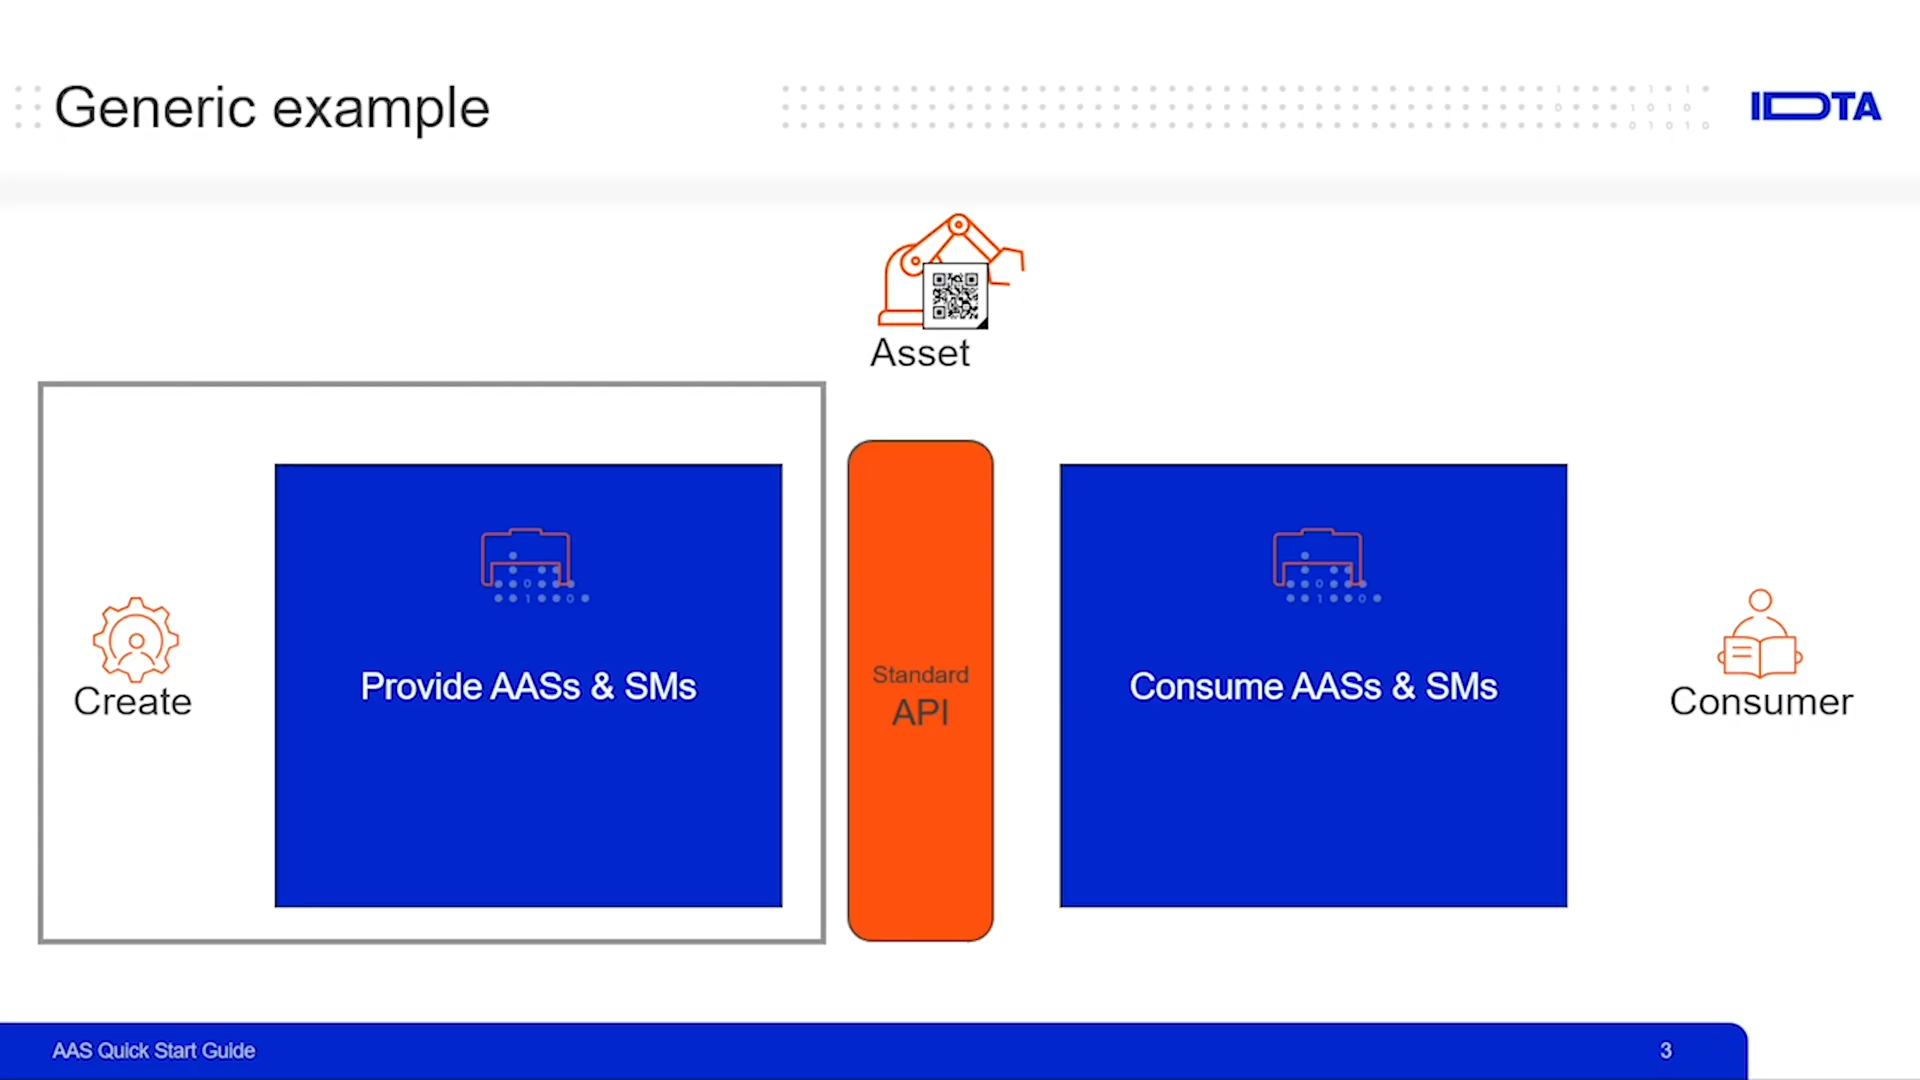 Generic example
IDTA
Asset
Create
Provide AASs & SMs
Standard
API
Consume AASs & SMs
Consumer
AAS Quick Start Guide
3